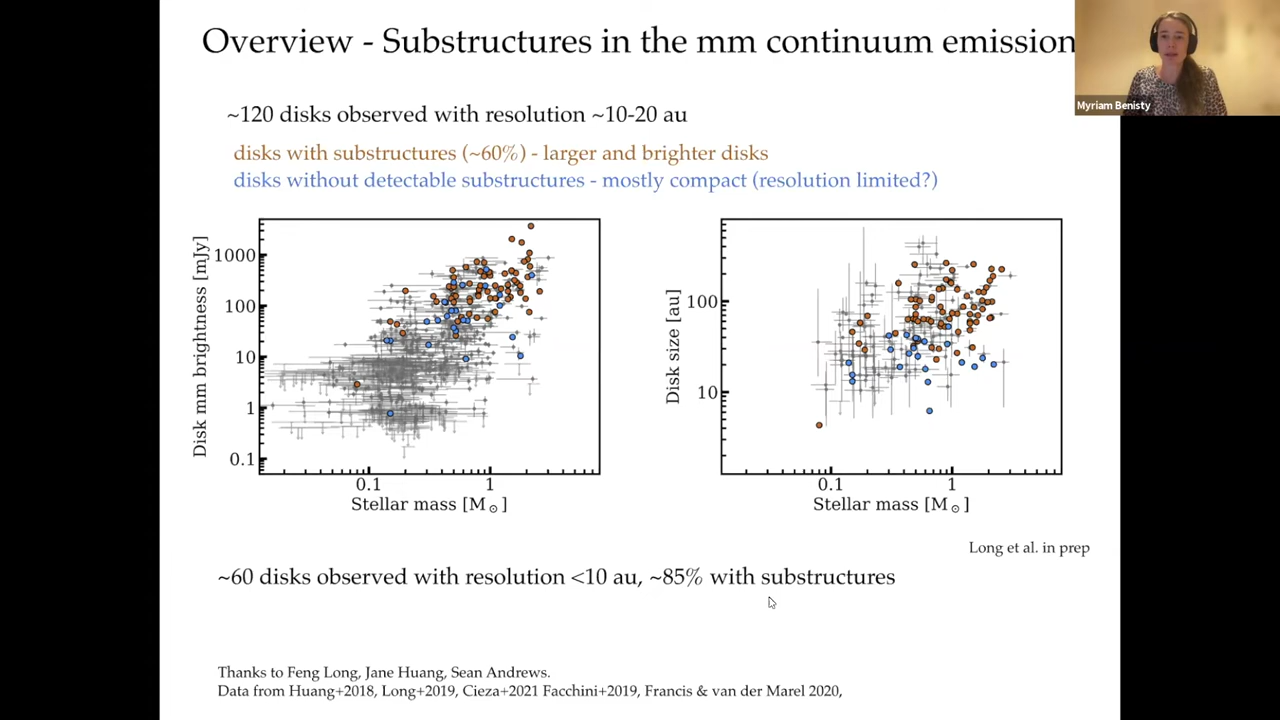 Overview - Substructures in the mm continuum emission
Myriam Benisty
~120 disks observed with resolution ~10-20 au
disks with substructures (~60%) - larger and brighter disks
disks without detectable substructures - mostly compact (resolution limited?)
Disk mm brightness [mJy]
1000
100
10
1
0.1
0.1 1
Stellar mass [M⊙]
Disk size [au]
100
10
0.1 1
Stellar mass [M⊙]
Long et al. in prep
~60 disks observed with resolution <10 au, ~85% with substructures
Thanks to Feng Long, Jane Huang, Sean Andrews.
Data from Huang+2018, Long+2019, Cieza+2021 Facchini+2019, Francis & van der Marel 2020,